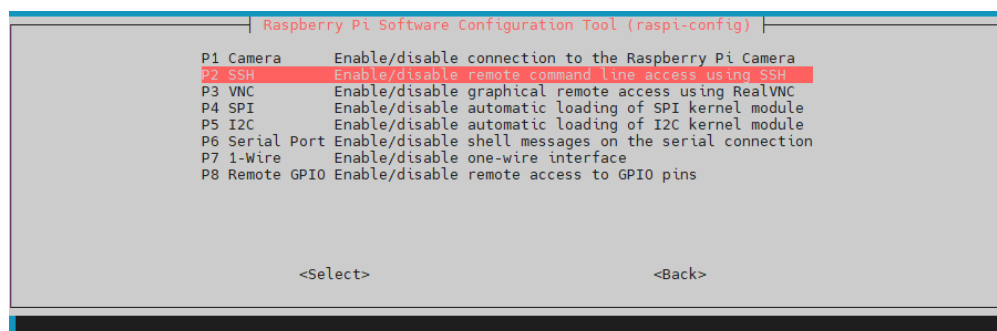 Raspberry Pi Software Configuration Tool (raspi-config)
P1 Camera Enable/disable connection to the Raspberry Pi Camera
P2 SSH Enable/disable remote command line access using SSH
P3 VNC Enable/disable graphical remote access using RealVNC
P4 SPI Enable/disable automatic loading of SPI kernel module
P5 I2C Enable/disable automatic loading of I2C kernel module
P6 Serial Port Enable/disable shell messages on the serial connection
P7 1-Wire Enable/disable one-wire interface
P8 Remote GPIO Enable/disable remote access to GPIO pins
<Select> <Back>